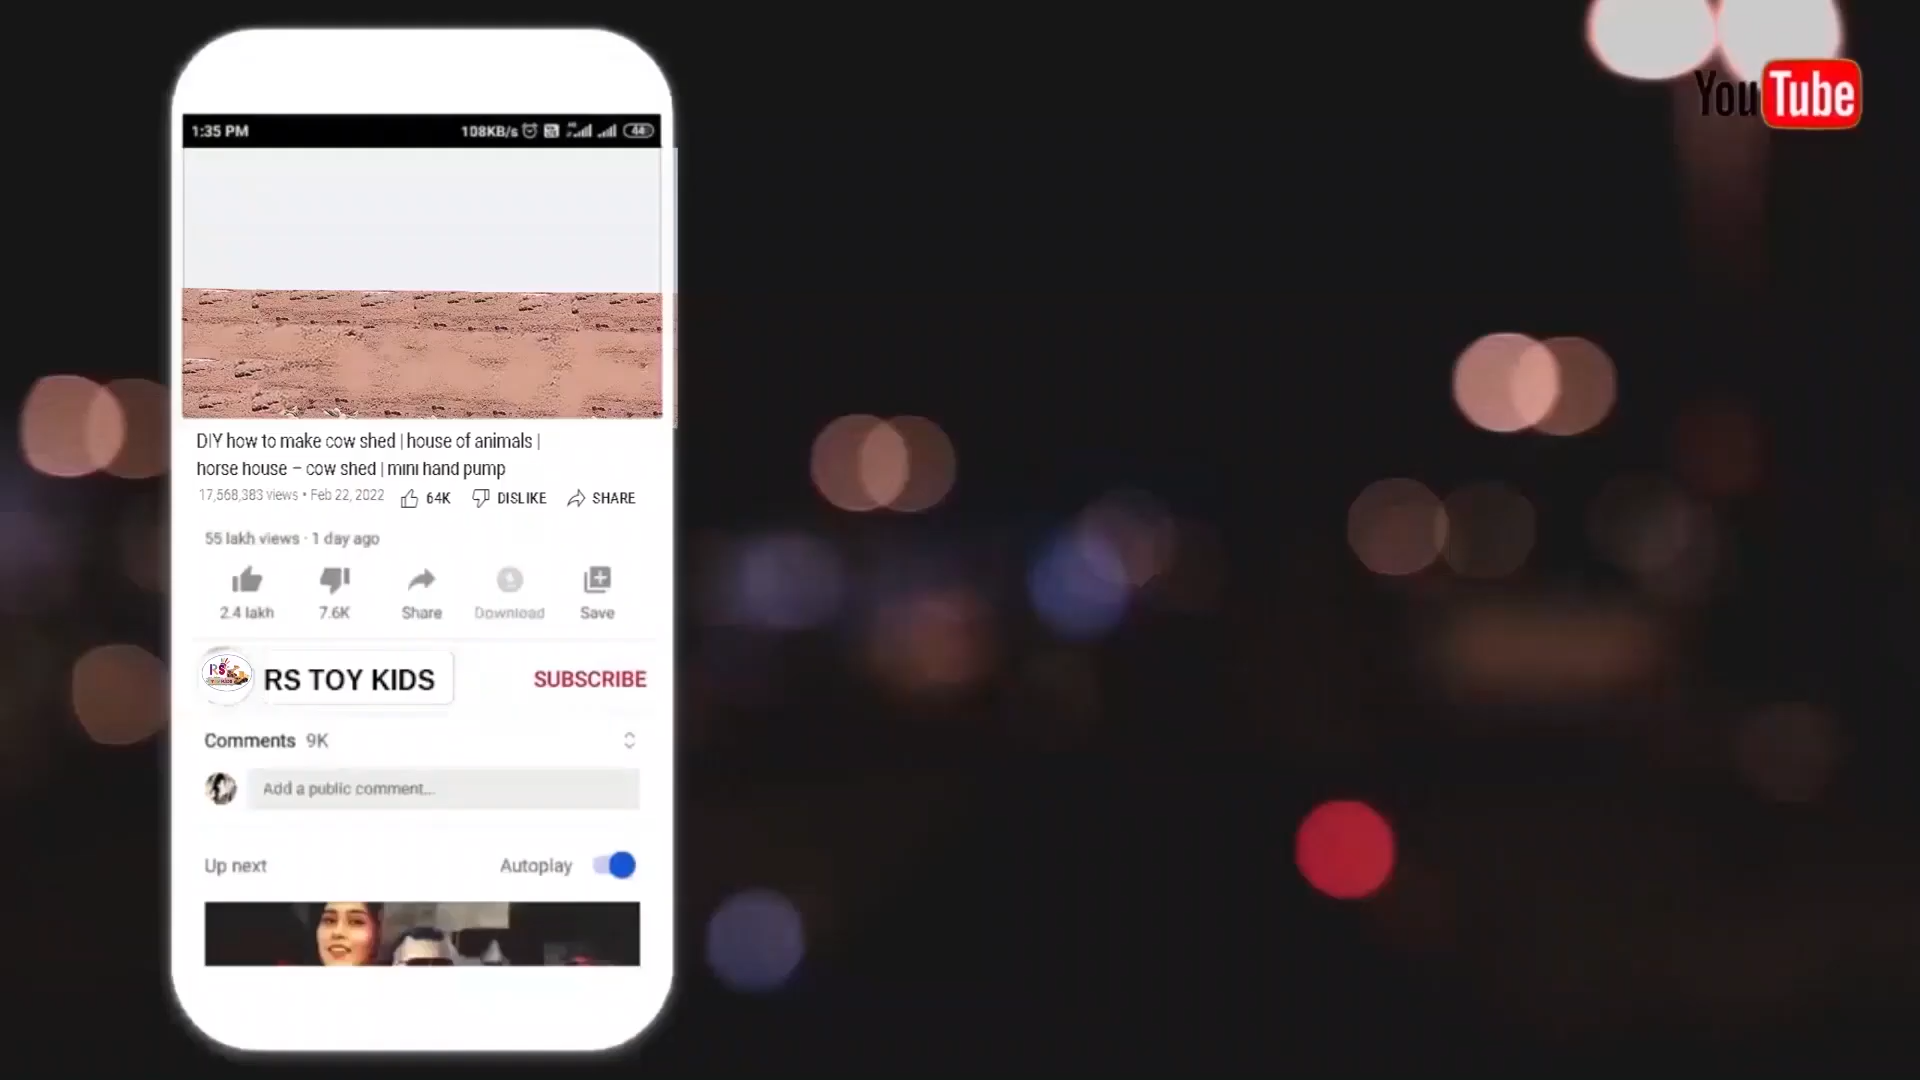 YouTube
1:35 PM 108KB/s 44
DIY how to make cow shed | house of animals |
horse house – cow shed | mini hand pump
17,568,383 views • Feb 22, 2022 64K DISLIKE SHARE
55 lakh views · 1 day ago
2.4 lakh 7.6K Share Download Save
RS
RS TOY KIDS SUBSCRIBE
Comments 9K
Add a public comment...
Up next Autoplay